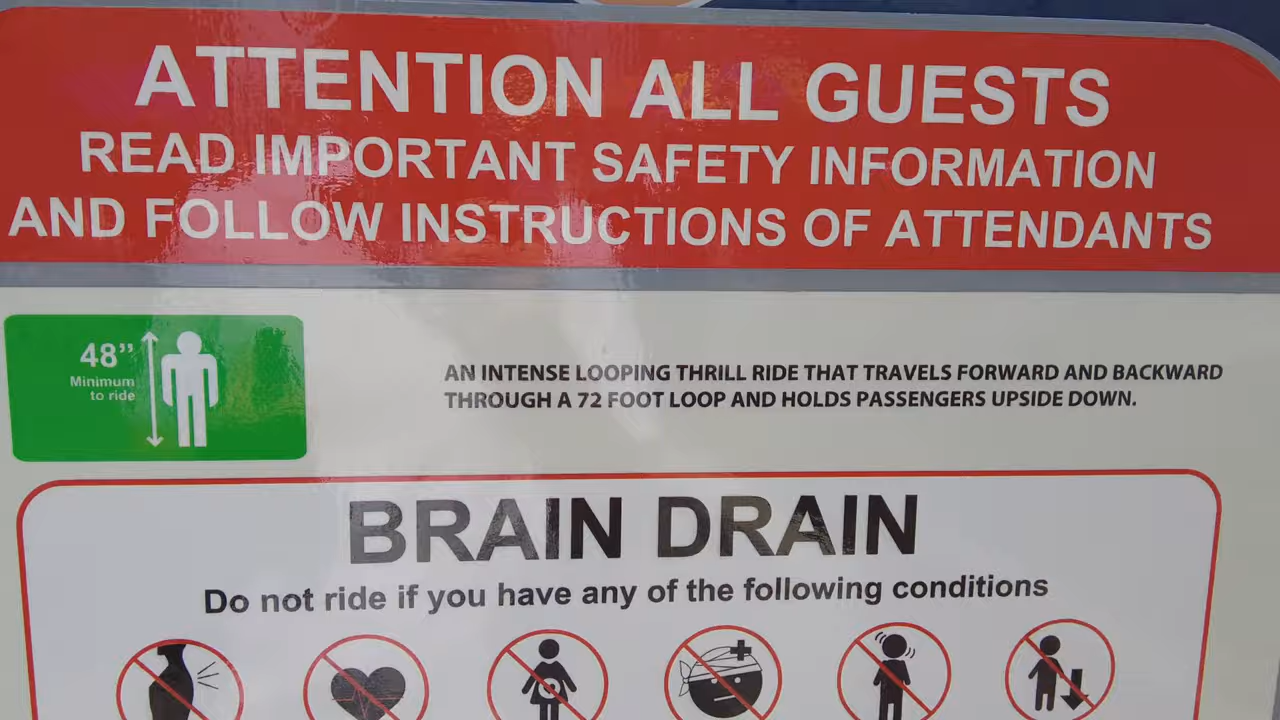 ATTENTION ALL GUESTS
READ IMPORTANT SAFETY INFORMATION
AND FOLLOW INSTRUCTIONS OF ATTENDANTS
48”
Minimum
to ride
AN INTENSE LOOPING THRILL RIDE THAT TRAVELS FORWARD AND BACKWARD
THROUGH A 72 FOOT LOOP AND HOLDS PASSENGERS UPSIDE DOWN.
BRAIN DRAIN
Do not ride if you have any of the following conditions